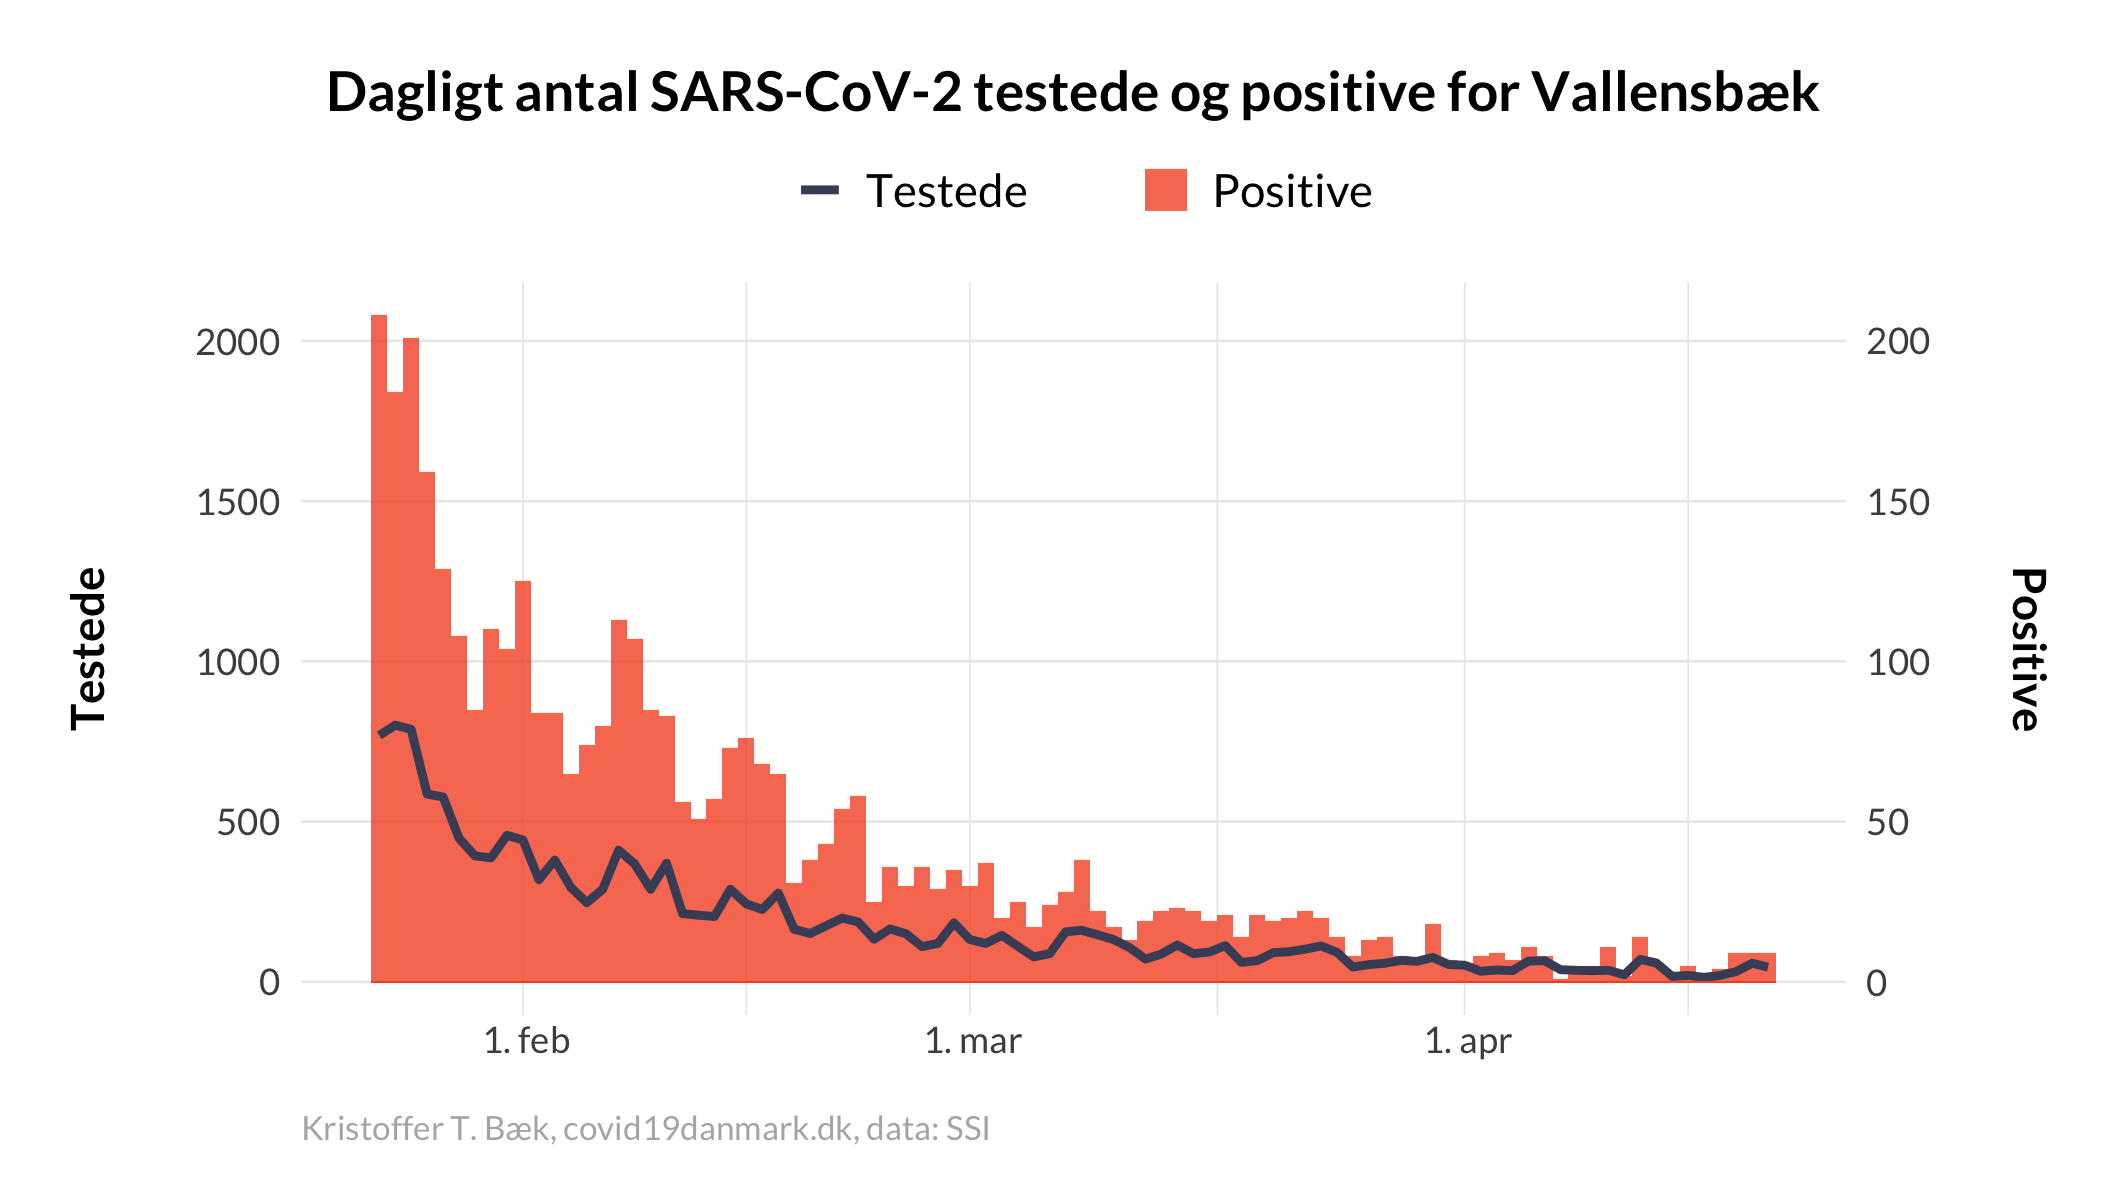 Dagligt antal SARS-CoV-2 testede og positive for Vallensbæk
Testede Positive
2000 200
1500 150
1000 100
500 50
0 0
Testede
Positive
1. feb 1. mar 1. apr
Kristoffer T. Bæk, covid19danmark.dk, data: SSI